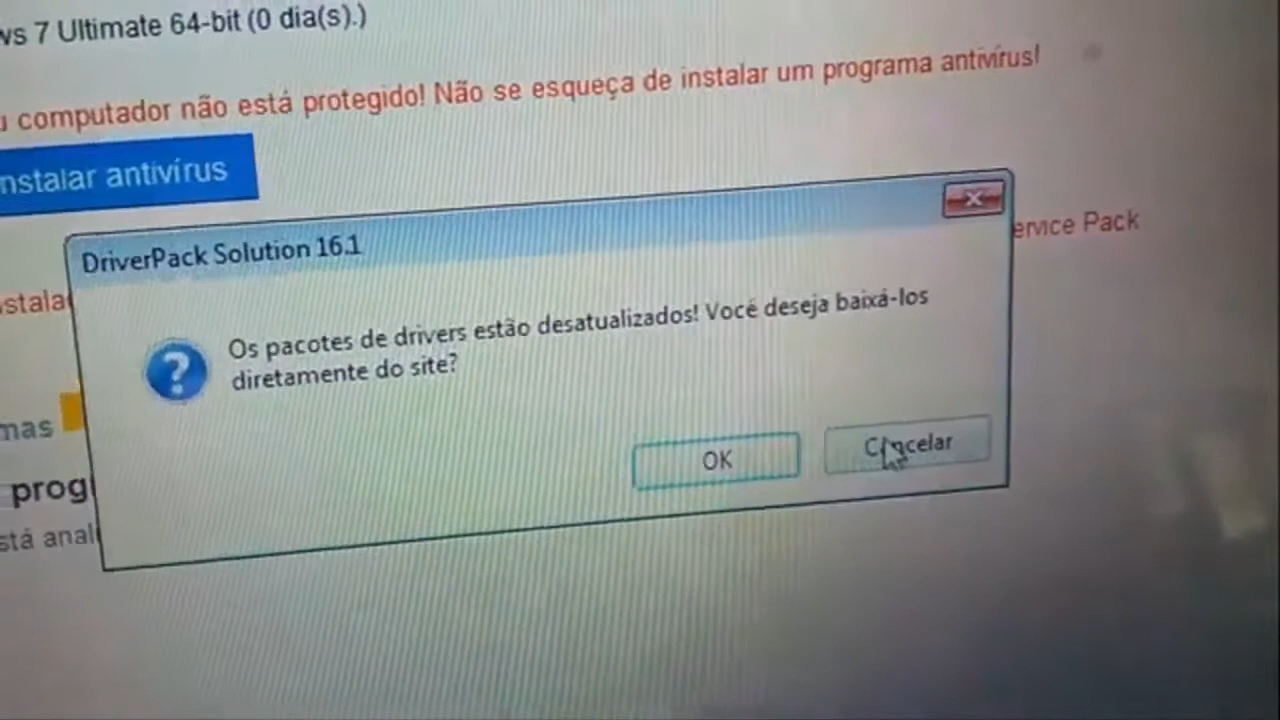 ws 7 Ultimate 64-bit (0 dia(s).)
u computador não está protegido! Não se esqueça de instalar um programa antivírus!
nstalar antivírus
DriverPack Solution 16.1
ervice Pack
nstala
Os pacotes de drivers estão desatualizados! Você deseja baixá-los
diretamente do site?
mas
OK
Cancelar
prog
stá anal